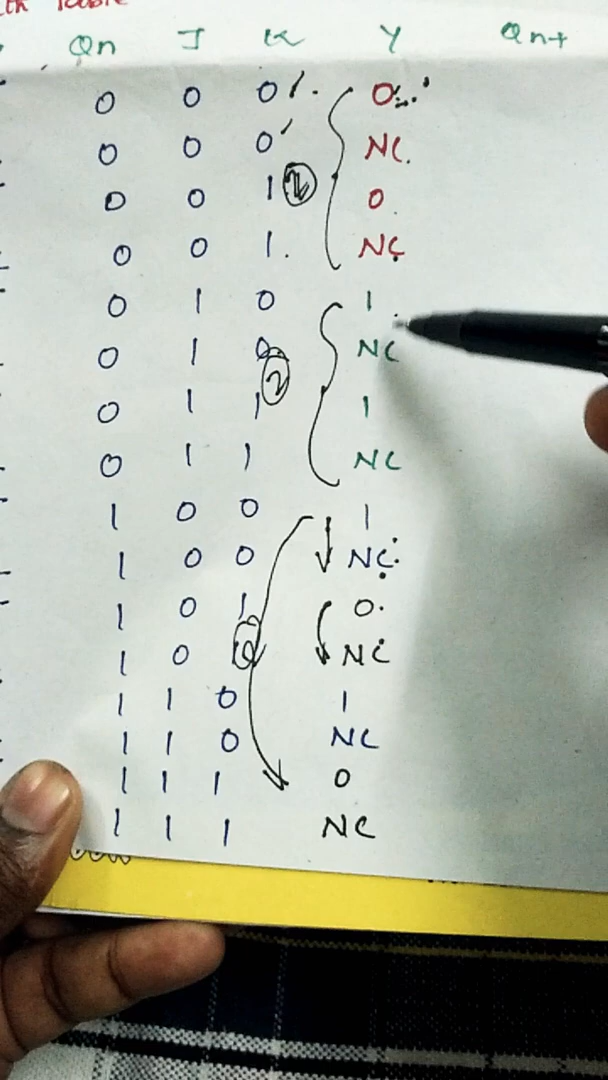 Table
Qn J K Y Qn+
0 0 0 0
0 0 0 NC
0 0 1 0
0 0 1 NC
0 1 0 1
0 1 0 NC
0 1 1 1
0 1 1 NC
1 0 0 1
1 0 0 NC
1 0 1 0
1 0 NC
1 1 0 1
1 1 0 NC
1 1 1 0
1 1 1 NC